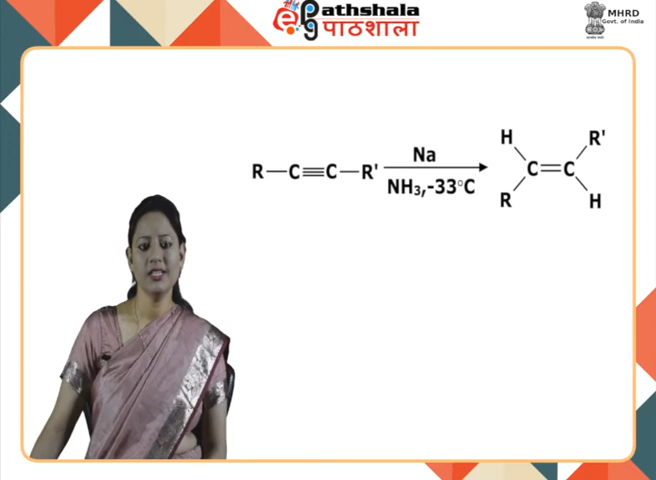 ePathshala
पाठशाला
MHRD
Govt. of India
R—C≡C—R' Na NH₃,-33°C H R' C=C R H